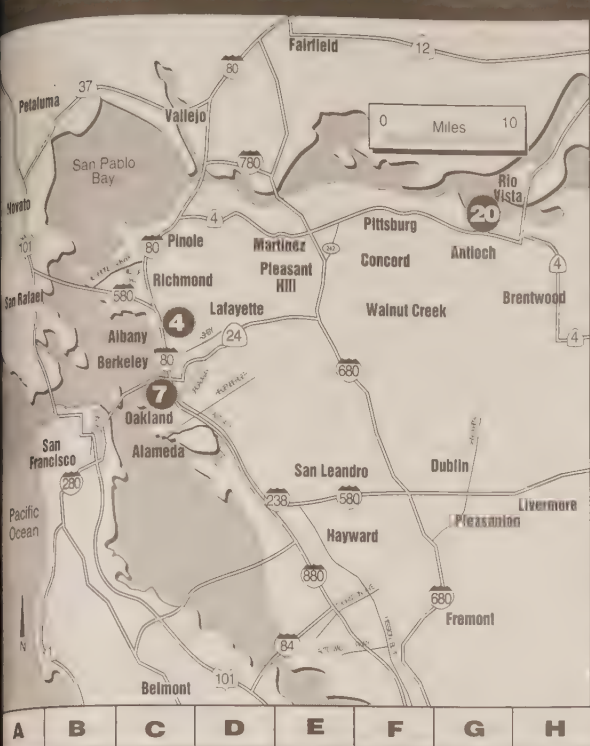 Fairfield
12
80
37
Petaluma
Vallejo
0 Miles 10
San Pablo
Bay
780
Rio
Vista
Novato
20
4
Pittsburg
101
80
Pinole
Martinez
242
Antioch
Concord
Pleasant
Hill
4
Richmond
580
San Rafael
Brentwood
4
Lafayette
Walnut Creek
Albany
24
4
Berkeley
80
680
7
Oakland
San
Francisco
Alameda
280
San Leandro
Dublin
238
580
Livermore
Pacific
Ocean
Pleasanton
Hayward
880
680
Fremont
N
84
1
101
Belmont
A B C D E F G H